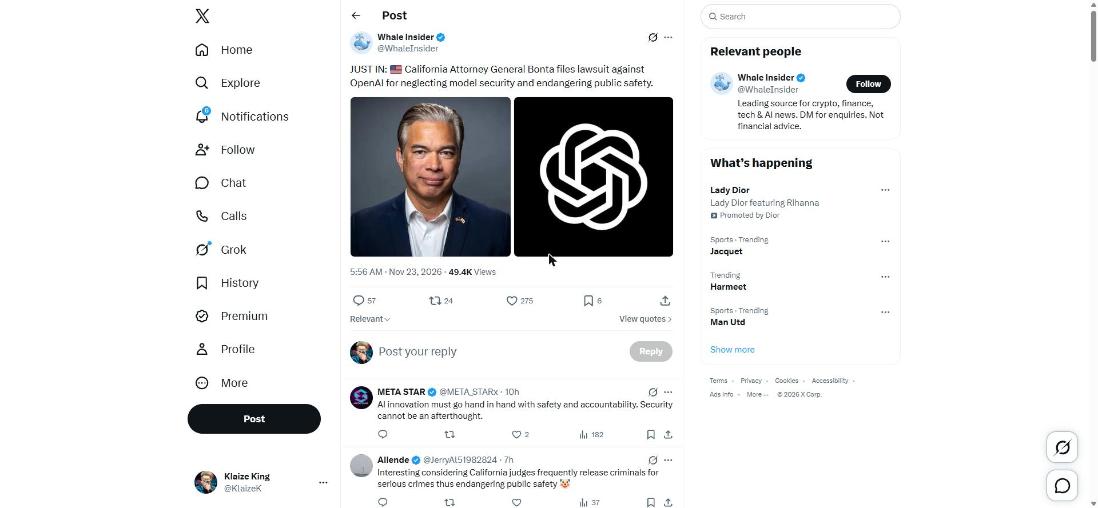 Home
Explore
6
Notifications
Follow
Chat
Calls
Grok
History
Premium
Profile
More
Post
Klaize King
@KlaizeK
Post
Whale Insider
@WhaleInsider
JUST IN: 🇺🇸 California Attorney General Bonta files lawsuit against
OpenAI for neglecting model security and endangering public safety.
5:56 AM · Nov 23, 2026 · 49.4K Views
57 24 275 6
Relevant
View quotes
Post your reply
Reply
META STAR @META_STARx · 10h
AI innovation must go hand in hand with safety and accountability. Security
cannot be an afterthought.
2 182
Allende @JerryAl51982824 · 7h
Interesting considering California judges frequently release criminals for
serious crimes thus endangering public safety 🤡
37
Search
Relevant people
Whale Insider
@WhaleInsider
Follow
Leading source for crypto, finance,
tech & AI news. DM for enquiries. Not
financial advice.
What's happening
Lady Dior
Lady Dior featuring Rihanna
Promoted by Dior
Sports · Trending
Jacquet
Trending
Harmeet
Sports · Trending
Man Utd
Show more
Terms · Privacy · Cookies · Accessibility ·
Ads info · More ··· © 2026 X Corp.